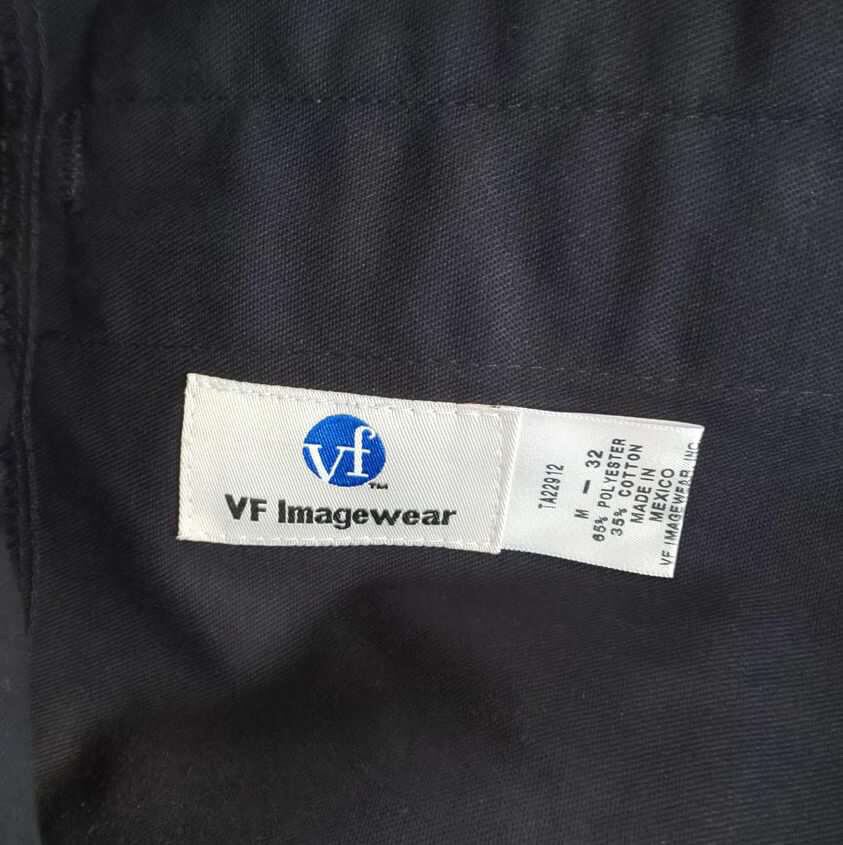 vf
TM
VF Imagewear
TA22912
M - 32
65% POLYESTER
35% COTTON
MADE IN
MEXICO
VF IMAGEWEAR, INC